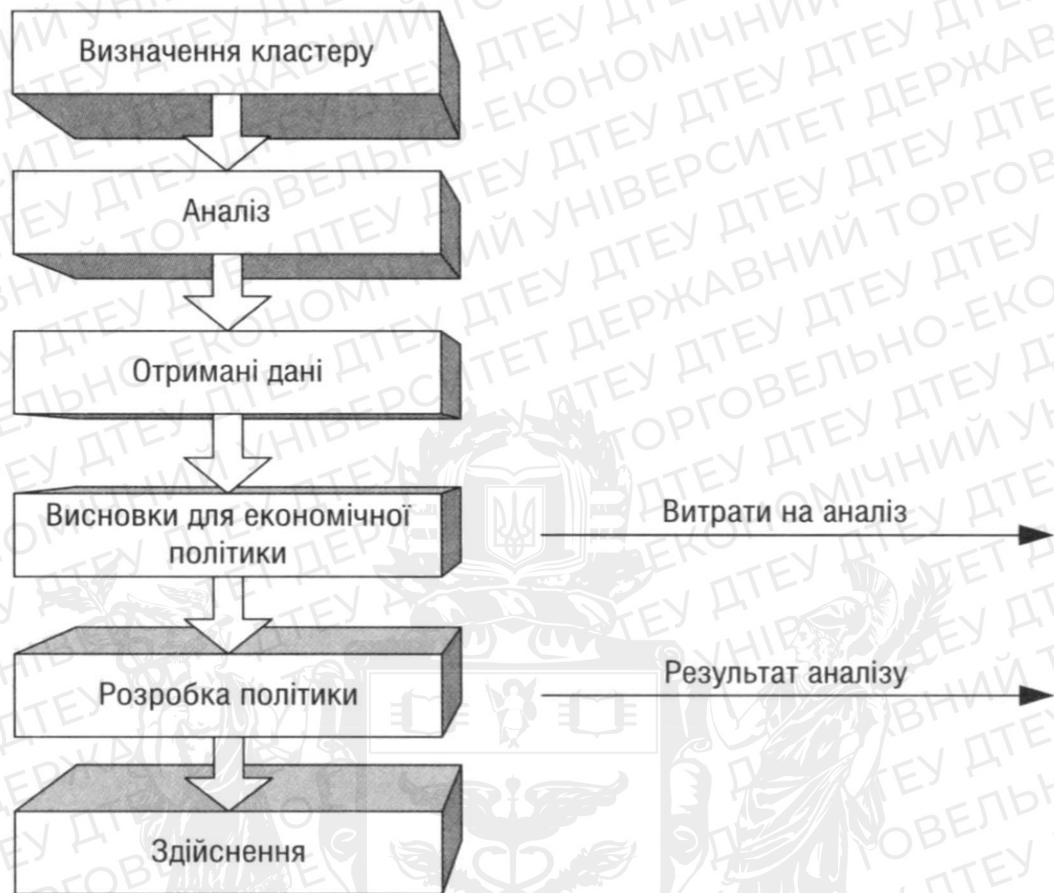 Визначення кластеру
Аналіз
Отримані дані
Висновки для економічної
політики
Витрати на аналіз
Розробка політики
Результат аналізу
Здійснення